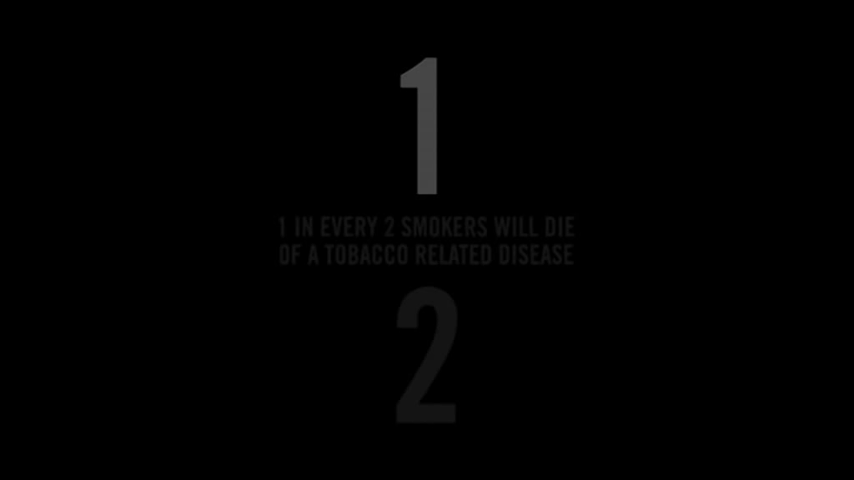 1
1 IN EVERY 2 SMOKERS WILL DIE
OF A TOBACCO RELATED DISEASE
2